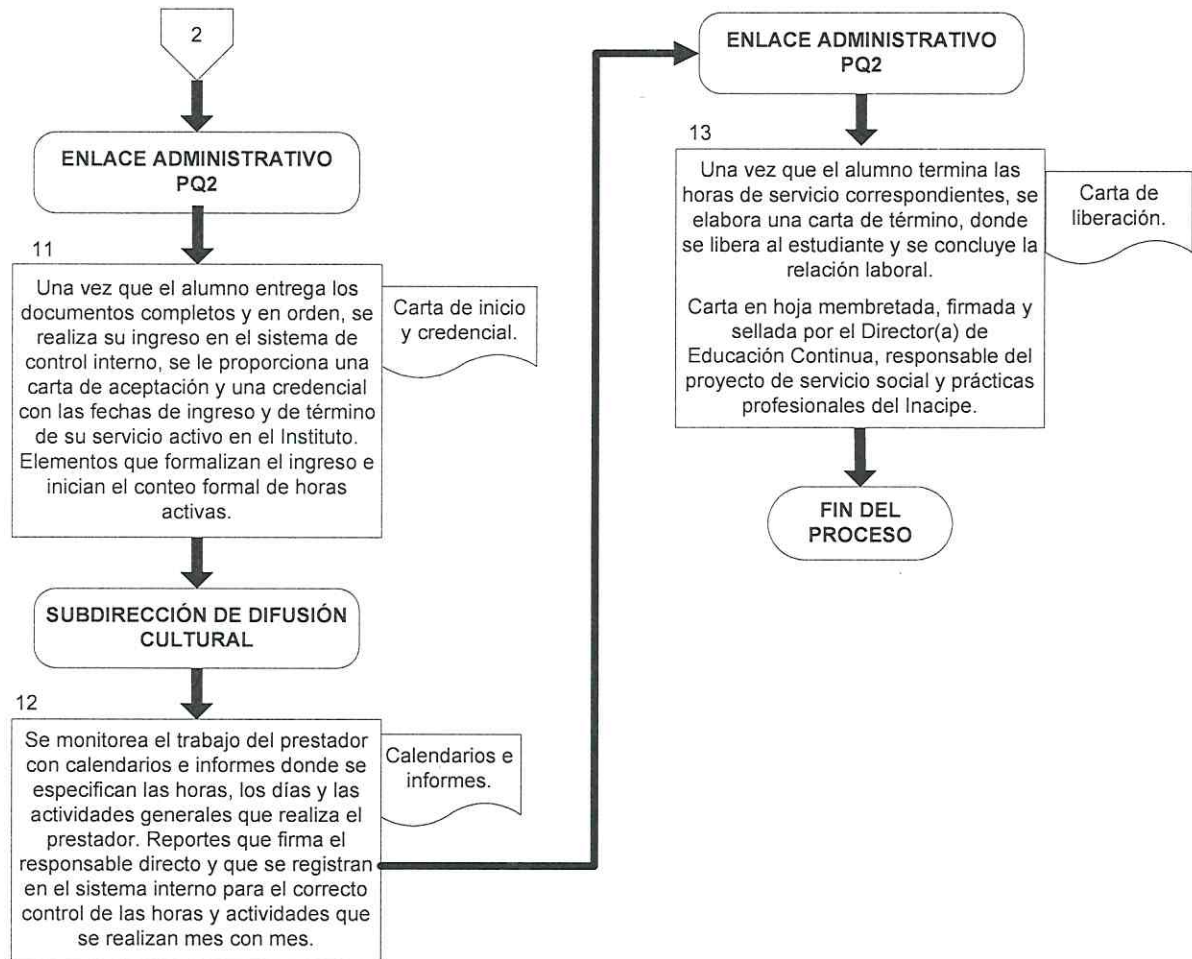 2
ENLACE ADMINISTRATIVO
PQ2
11
Una vez que el alumno entrega los
documentos completos y en orden, se
realiza su ingreso en el sistema de
control interno, se le proporciona una
carta de aceptación y una credencial
con las fechas de ingreso y de término
de su servicio activo en el Instituto.
Elementos que formalizan el ingreso e
inician el conteo formal de horas
activas.
Carta de inicio
y credencial.
SUBDIRECCIÓN DE DIFUSIÓN
CULTURAL
12
Se monitorea el trabajo del prestador
con calendarios e informes donde se
especifican las horas, los días y las
actividades generales que realiza el
prestador. Reportes que firma el
responsable directo y que se registran
en el sistema interno para el correcto
control de las horas y actividades que
se realizan mes con mes.
Calendarios e
informes.
ENLACE ADMINISTRATIVO
PQ2
13
Una vez que el alumno termina las
horas de servicio correspondientes, se
elabora una carta de término, donde
se libera al estudiante y se concluye la
relación laboral.
Carta en hoja membretada, firmada y
sellada por el Director(a) de
Educación Continua, responsable del
proyecto de servicio social y prácticas
profesionales del Inacipe.
Carta de
liberación.
FIN DEL
PROCESO